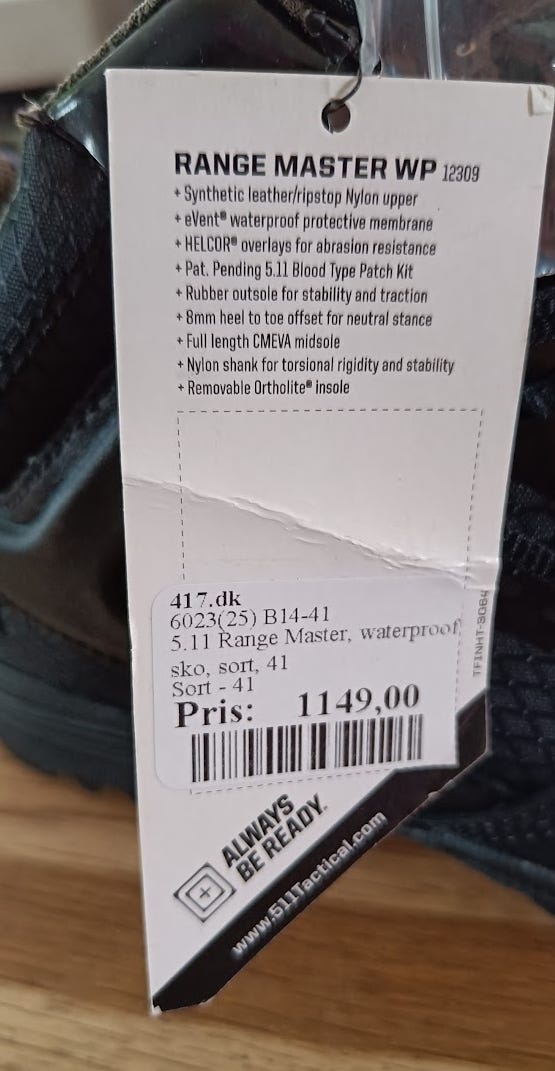 RANGE MASTER WP 12309
+ Synthetic leather/ripstop Nylon upper
+ eVent® waterproof protective membrane
+ HELCOR® overlays for abrasion resistance
+ Pat. Pending 5.11 Blood Type Patch Kit
+ Rubber outsole for stability and traction
+ 8mm heel to toe offset for neutral stance
+ Full length CMEVA midsole
+ Nylon shank for torsional rigidity and stability
+ Removable Ortholite® insole
417.dk
6023(25) B14-41
5.11 Range Master, waterproof
sko, sort, 41
Sort - 41
Pris: 1149,00
ALWAYS
BE READY.
www.511Tactical.com